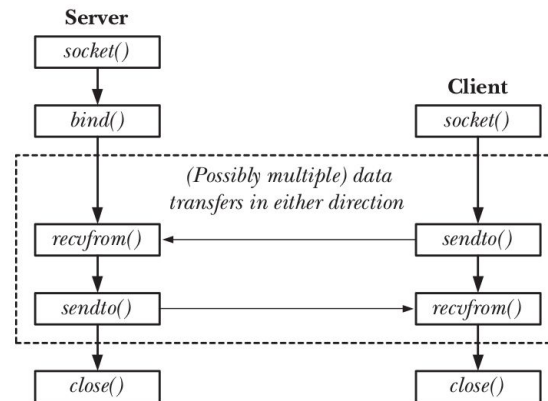 Server
socket()
bind()
Client
socket()
(Possibly multiple) data
transfers in either direction
recvfrom()
sendto()
sendto()
recvfrom()
close()
close()